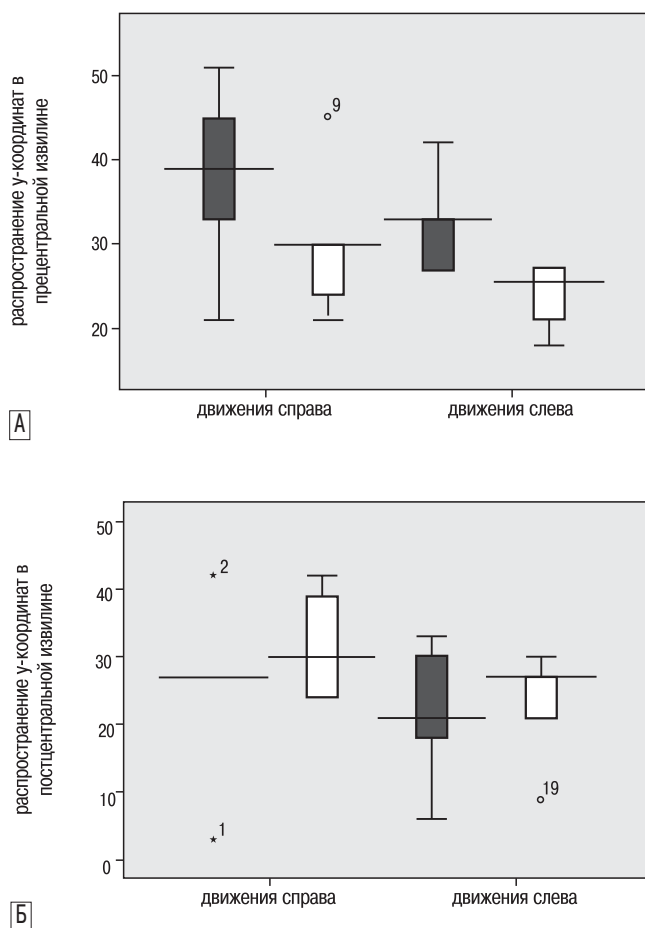 распространение у-координат в
прецентральной извилине
50
40
30
20
9
движения справа
движения слева
А
распространение у-координат в
постцентральной извилине
50
40
30
20
10
0
2
1
19
движения справа
движения слева
Б